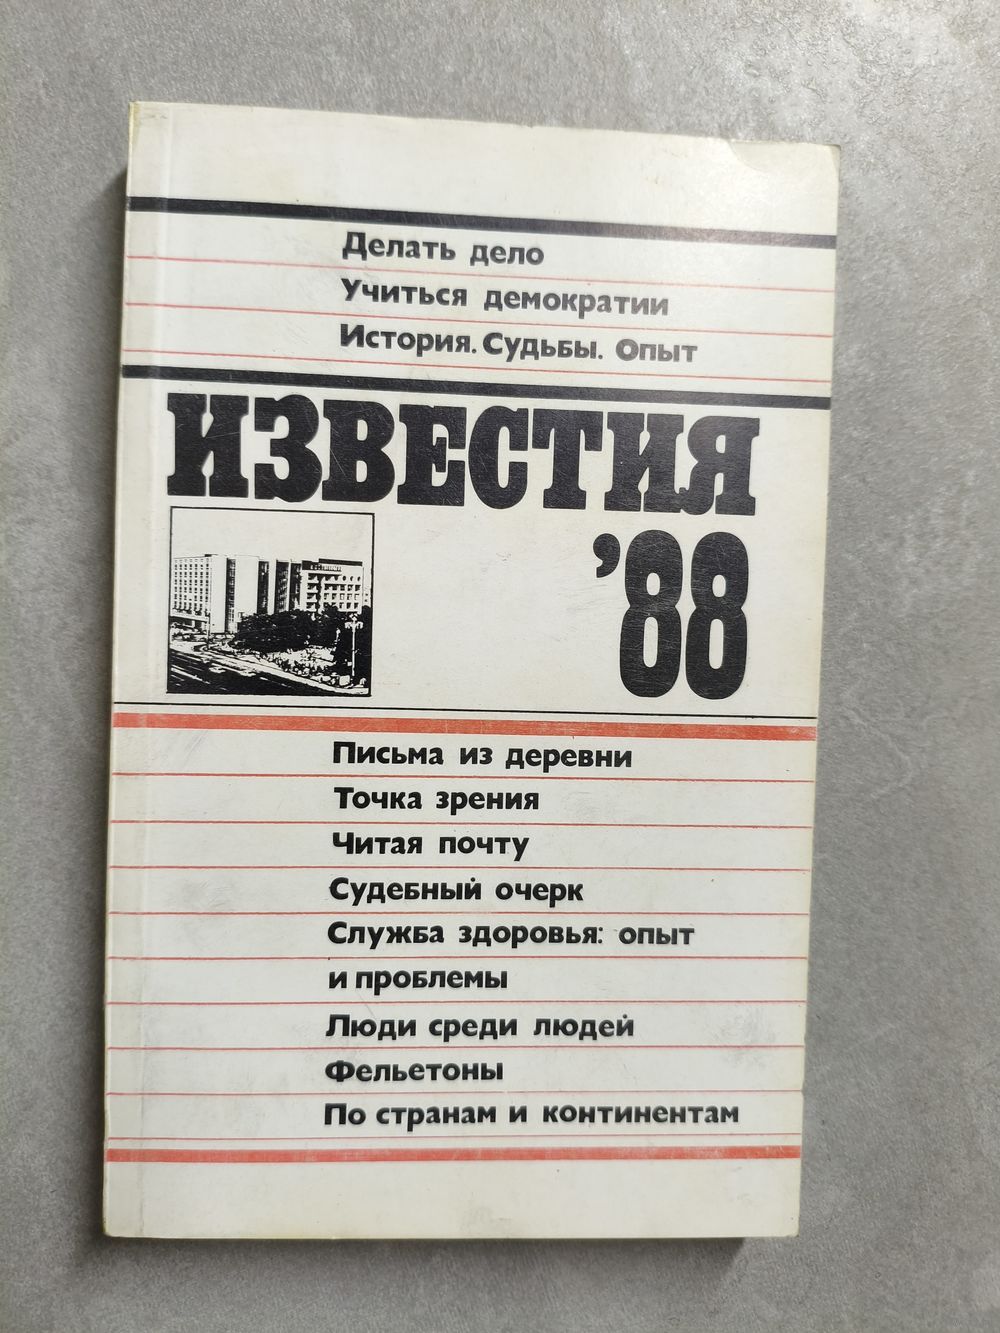 Делать дело
Учиться демократии
История. Судьбы. Опыт
ИЗВЕСТИЯ
'88
Письма из деревни
Точка зрения
Читая почту
Судебный очерк
Служба здоровья: опыт
и проблемы
Люди среди людей
Фельетоны
По странам и континентам